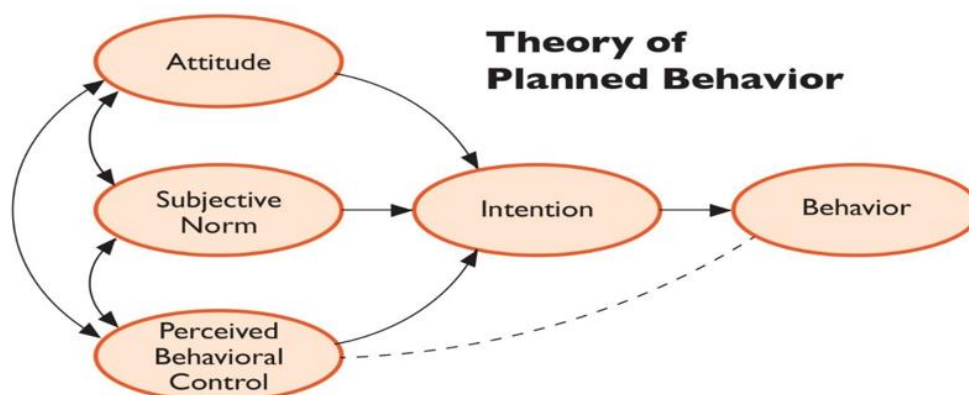 Theory of
Planned Behavior
Attitude
Subjective
Norm
Intention
Behavior
Perceived
Behavioral
Control